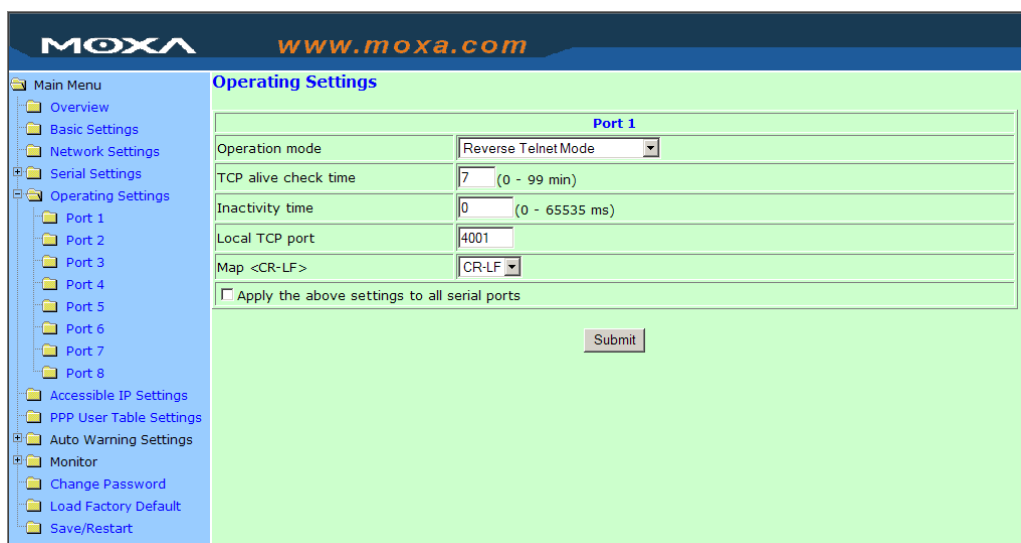 MOXA www.moxa.com
Main Menu
Overview
Basic Settings
Network Settings
Serial Settings
Operating Settings
Port 1
Port 2
Port 3
Port 4
Port 5
Port 6
Port 7
Port 8
Accessible IP Settings
PPP User Table Settings
Auto Warning Settings
Monitor
Change Password
Load Factory Default
Save/Restart
Operating Settings
Port 1
Operation mode Reverse Telnet Mode
TCP alive check time 7 (0 - 99 min)
Inactivity time 0 (0 - 65535 ms)
Local TCP port 4001
Map <CR-LF> CR-LF
Apply the above settings to all serial ports
Submit